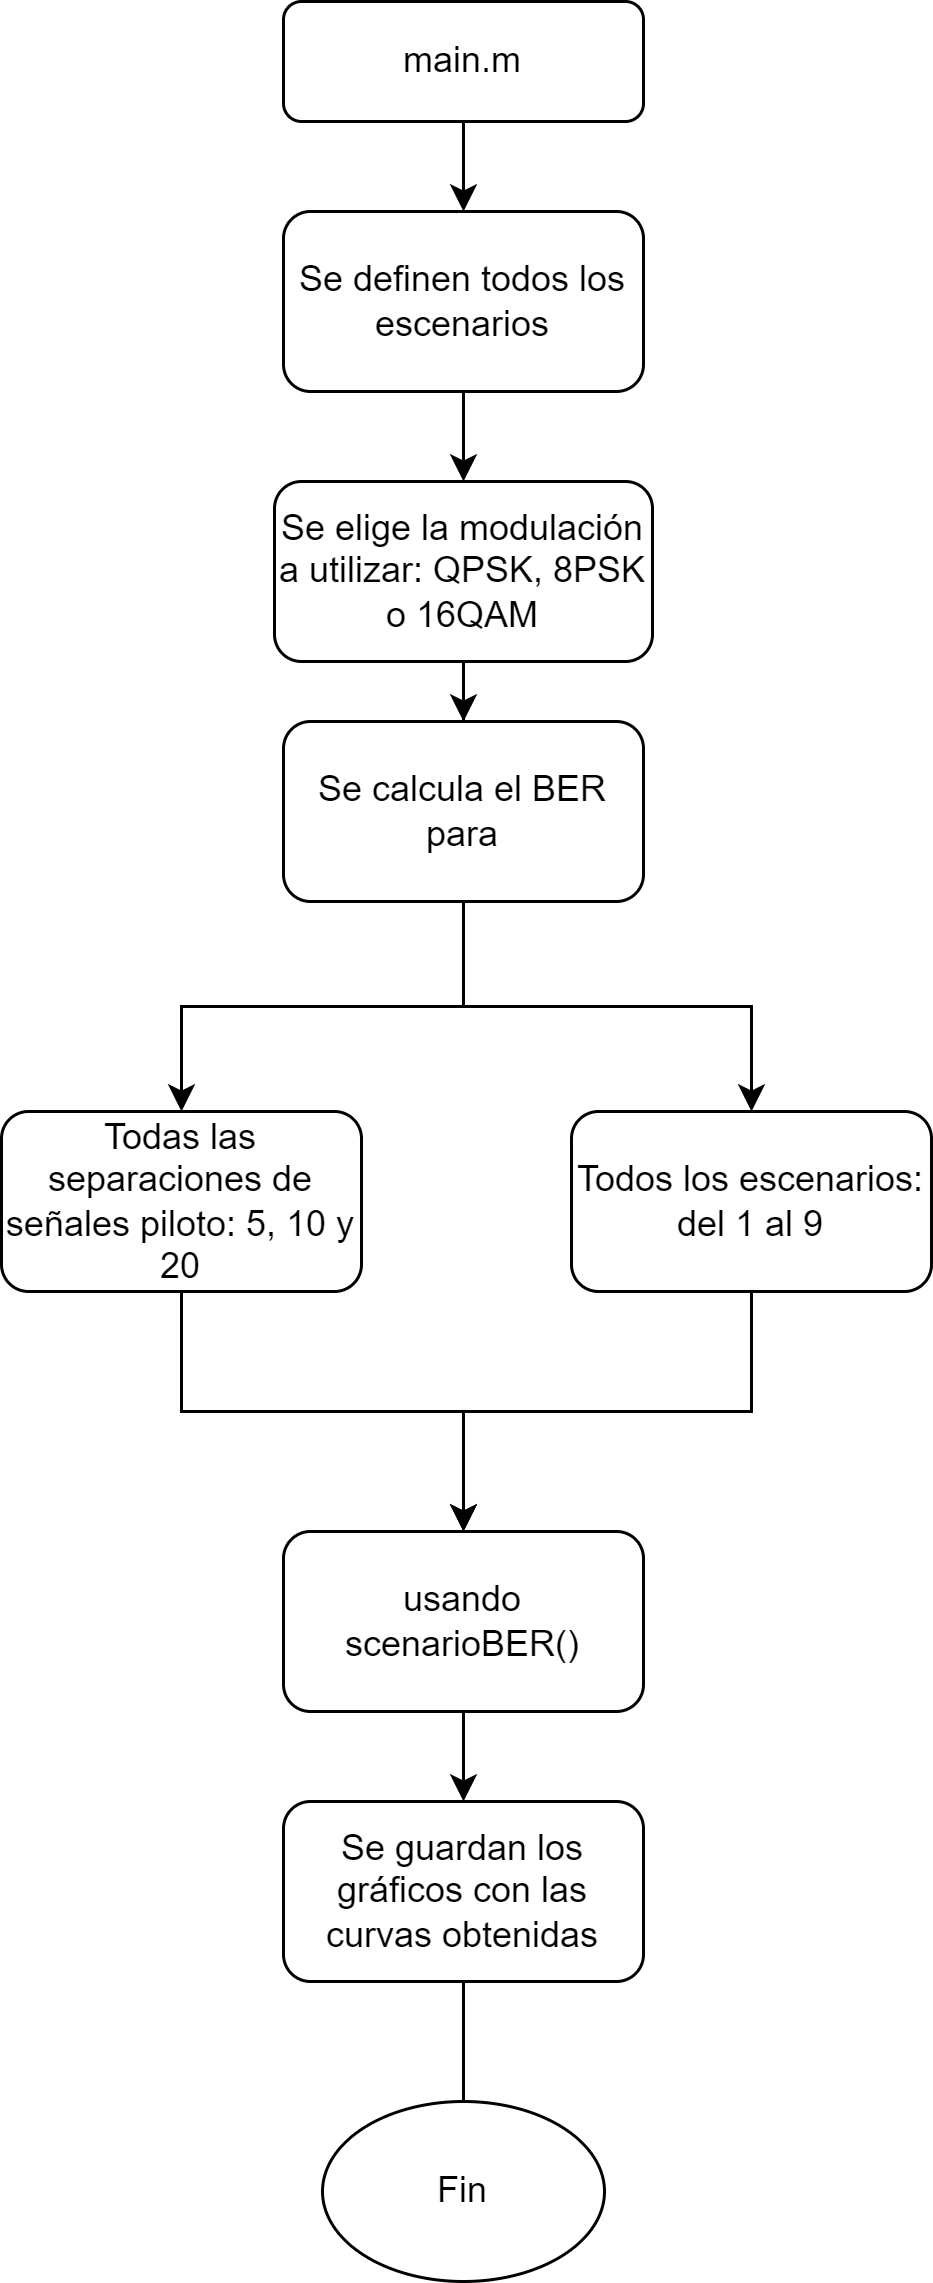 main.m
Se definen todos los
escenarios
Se elige la modulación
a utilizar: QPSK, 8PSK
o 16QAM
Se calcula el BER
para
Todas las
separaciones de
señales piloto: 5, 10 y
20
Todos los escenarios:
del 1 al 9
usando
scenarioBER()
Se guardan los
gráficos con las
curvas obtenidas
Fin